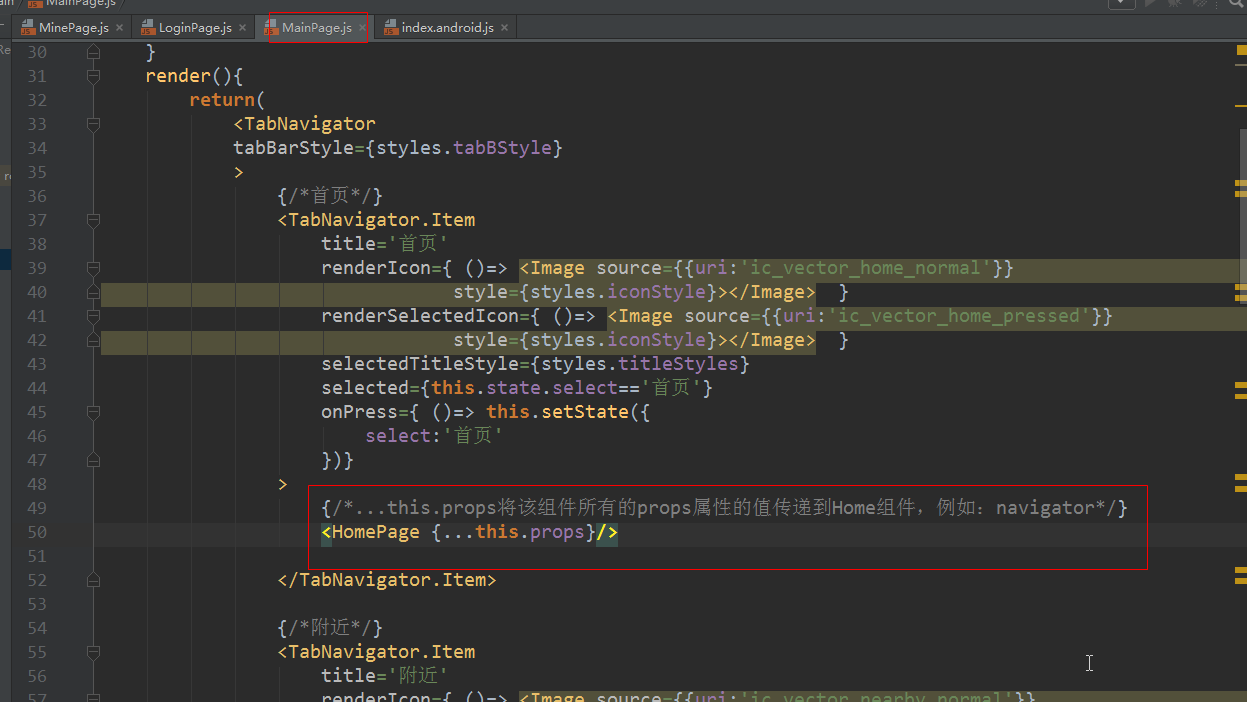 MainPage.js
MinePage.js × LoginPage.js × MainPage.js × index.android.js ×
30 }
31 render(){
32 return(
33 <TabNavigator
34 tabBarStyle={styles.tabBStyle}
35 >
36 {/*首页*/}
37 <TabNavigator.Item
38 title='首页'
39 renderIcon={ ()=> <Image source={{uri:'ic_vector_home_normal'}}
40 style={styles.iconStyle}></Image> }
41 renderSelectedIcon={ ()=> <Image source={{uri:'ic_vector_home_pressed'}}
42 style={styles.iconStyle}></Image> }
43 selectedTitleStyle={styles.titleStyles}
44 selected={this.state.select=='首页'}
45 onPress={ ()=> this.setState({
46 select:'首页'
47 })}
48 >
49 {/*...this.props将该组件所有的props属性的值传递到Home组件，例如：navigator*/}
50 <HomePage {...this.props}/>
51
52 </TabNavigator.Item>
53
54 {/*附近*/}
55 <TabNavigator.Item
56 title='附近'
57 renderIcon={ ()=> <Image source={{uri:'ic_vector_nearby_normal'}}